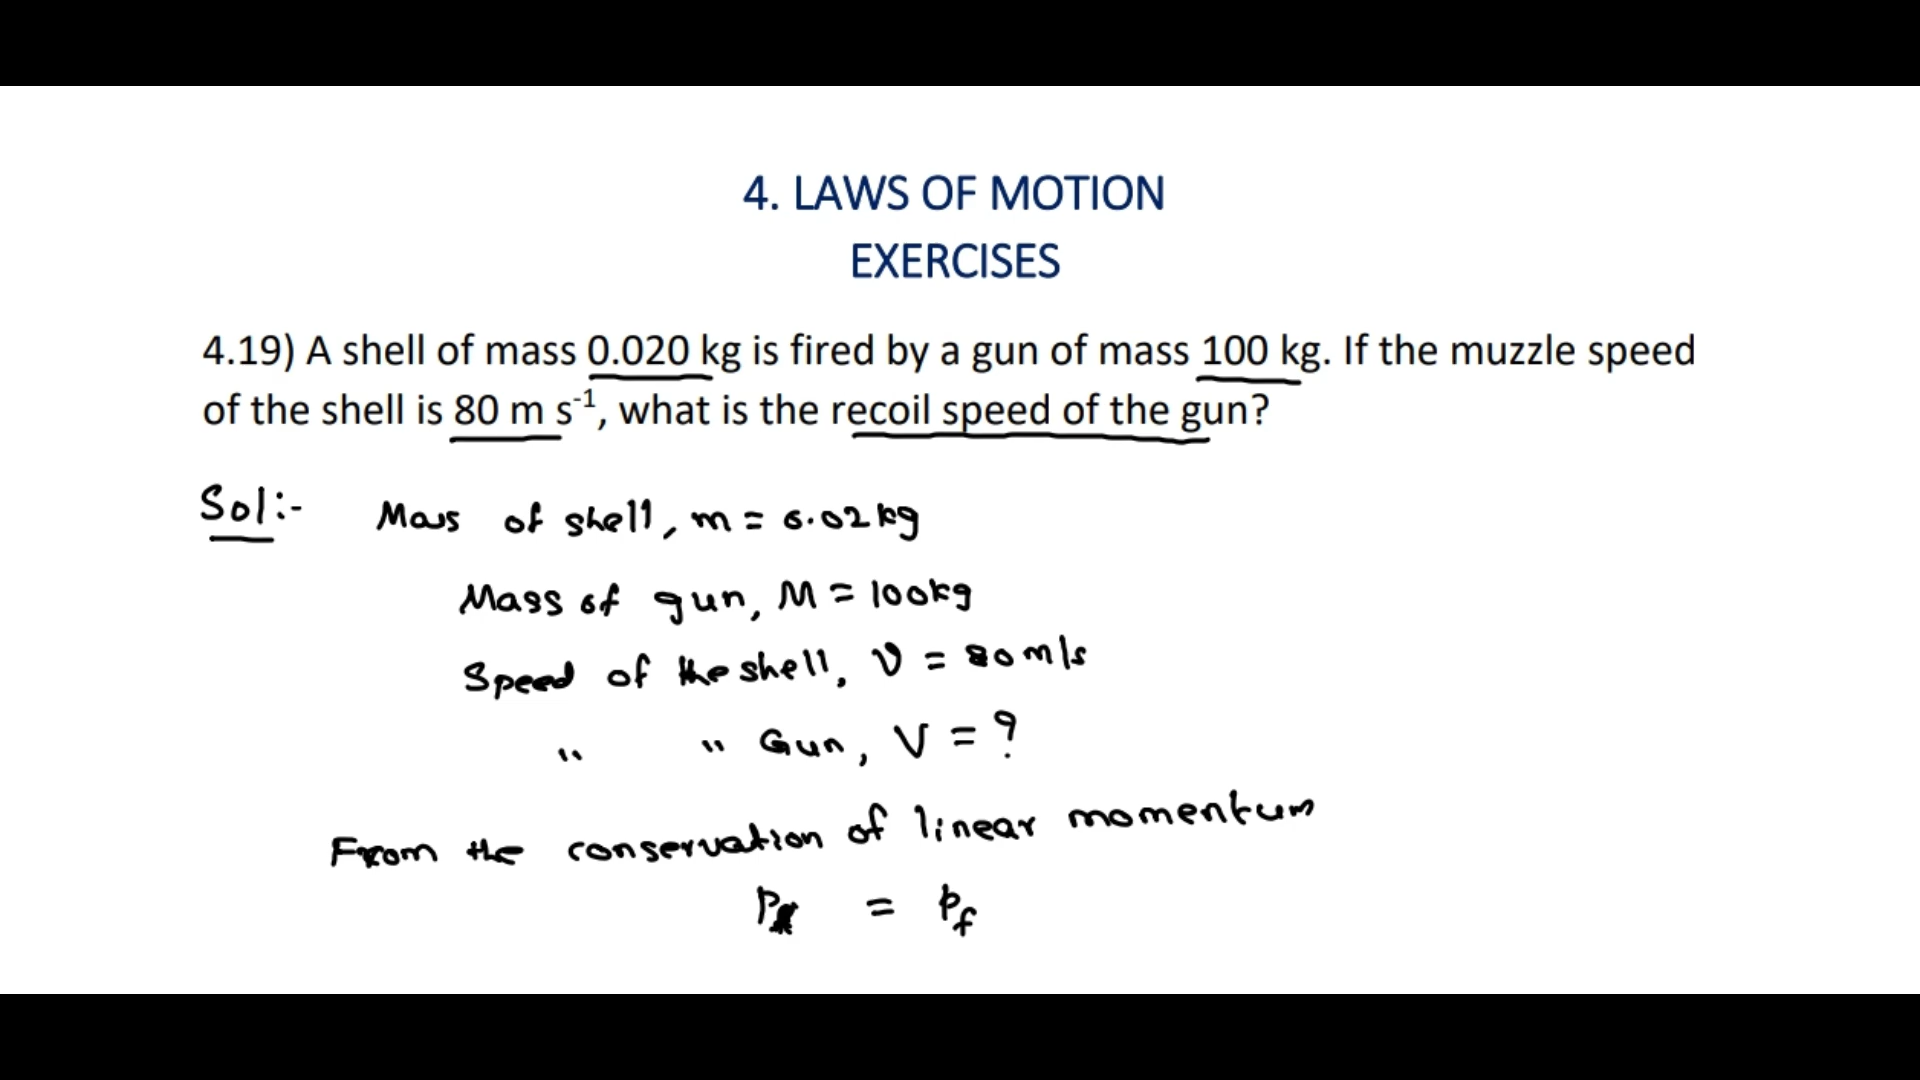 4. LAWS OF MOTION
EXERCISES
4.19) A shell of mass 0.020 kg is fired by a gun of mass 100 kg. If the muzzle speed
of the shell is 80 m s⁻¹, what is the recoil speed of the gun?
Sol:- Mass of shell, m = 0.02 kg
Mass of gun, M = 100kg
Speed of the shell, v = 80 m/s
" " Gun, V = ?
From the conservation of linear momentum
P = Pf